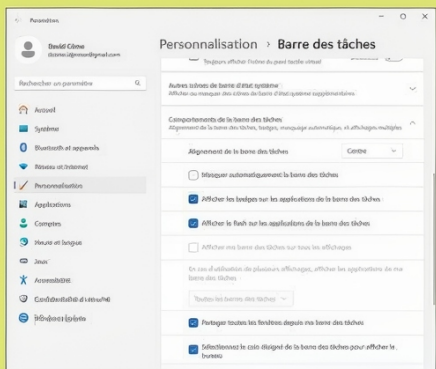 Paramètres
David Côme
Personnalisation > Barre des tâches
Toujours afficher l'icône du pavé tactile virtuel
Rechercher un paramètre
Autres icônes de barre d'état système
Afficher ou masquer des icônes de barre d'état système supplémentaires
Accueil
Système
Comportements de la barre des tâches
Alignement de la barre des tâches, badges, masquage automatique, et affichages multiples
Bluetooth et appareils
Alignement de la barre des tâches
Centre
Réseau et Internet
Personnalisation
Masquer automatiquement la barre des tâches
Applications
Afficher les badges sur les applications de la barre des tâches
Comptes
Afficher le flash sur les applications de la barre des tâches
Heure et langue
Afficher ma barre des tâches sur tous les affichages
Jeux
En cas d'utilisation de plusieurs affichages, afficher les applications de ma
barre des tâches
Accessibilité
Toutes les barres des tâches
Confidentialité
Partager toutes les fenêtres depuis ma barre des tâches
Sélectionnez le coin éloigné de la barre des tâches pour afficher le
bureau